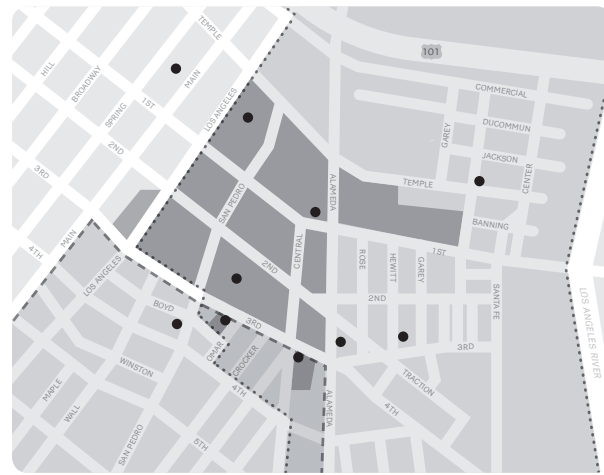 TEMPLE
101
HILL
BROADWAY
MAIN
COMMERCIAL
SPRING
1ST
LOS ANGELES
DUCOMMUN
GAREY
2ND
JACKSON
3RD
TEMPLE
CENTER
ALAMEDA
SAN PEDRO
BANNING
4TH
MAIN
1ST
CENTRAL
ROSE
HEWITT
GAREY
LOS ANGELES
2ND
SANTA FE
2ND
LOS ANGELES RIVER
BOYD
3RD
3RD
OMAR
CROCKER
WINSTON
TRACTION
MAPLE
4TH
ALAMEDA
4TH
WALL
SAN PEDRO
5TH